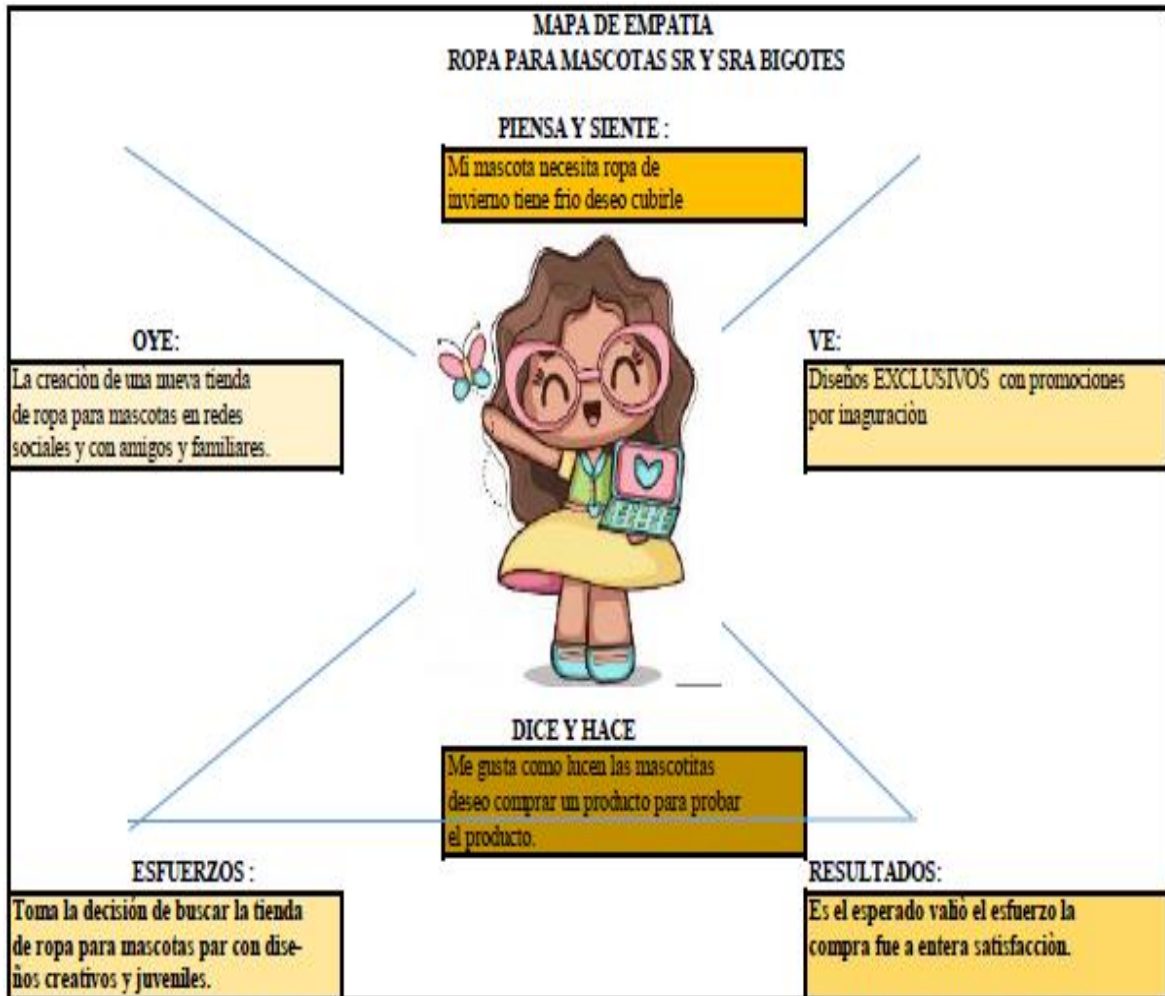 MAPA DE EMPATIA
ROPA PARA MASCOTAS SR Y SRA BIGOTES
PIENSA Y SIENTE :
Mi mascota necesita ropa de
invierno tiene frio deseo cubirle
OYE:
La creaciòn de una nueva tienda
de ropa para mascotas en redes
sociales y con amigos y familiares.
VE:
Diseños EXCLUSIVOS con promociones
por inaguraciòn
DICE Y HACE
Me gusta como lucen las mascotitas
deseo comprar un producto para probar
el producto.
ESFUERZOS :
Toma la decisión de buscar la tienda
de ropa para mascotas par con dise-
ños creativos y juveniles.
RESULTADOS:
Es el esperado valiò el esfuerzo la
compra fue a entera satisfacciòn.